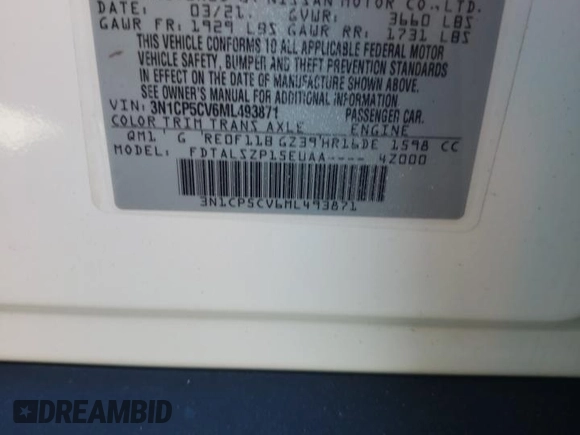 NISSAN MOTOR CO.,LTD.
DATE: 03/21 GVWR: 3660 LBS
GAWR FR: 1929 LBS GAWR RR: 1731 LBS
THIS VEHICLE CONFORMS TO ALL APPLICABLE FEDERAL MOTOR
VEHICLE SAFETY, BUMPER AND THEFT PREVENTION STANDARDS
IN EFFECT ON THE DATE OF MANUFACTURE SHOWN ABOVE.
SEE OWNER'S MANUAL FOR ADDITIONAL INFORMATION
VIN: 3N1CP5CV6ML493871 PASSENGER CAR.
COLOR TRIM TRANS AXLE ENGINE
QM1 G RE0F11B GZ39 HR16DE 1598 CC
MODEL: FDTALSZP15EUAA---- 4Z000
3N1CP5CV6ML493871
DREAMBID